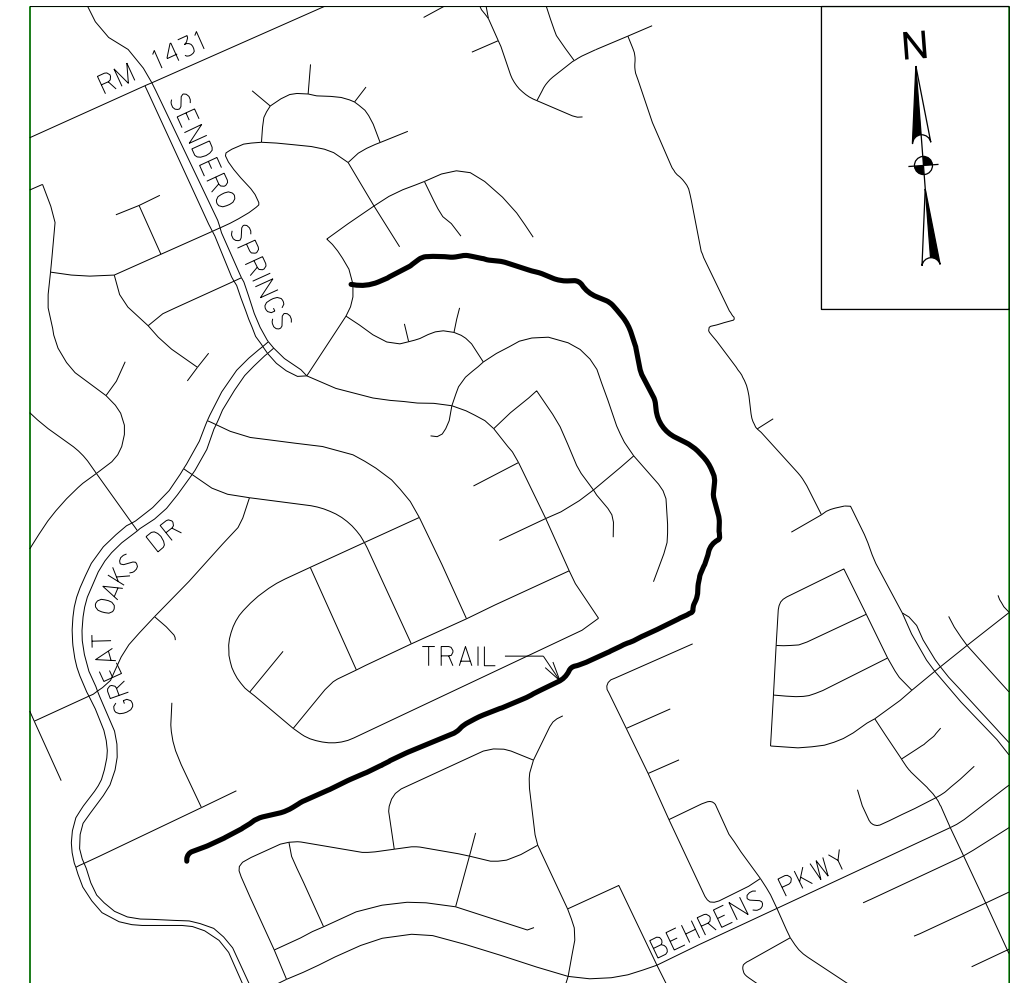 N
RM 1431
SENDERO SPRINGS
GREAT OAKS DR
TRAIL
BEHRENS PKWY